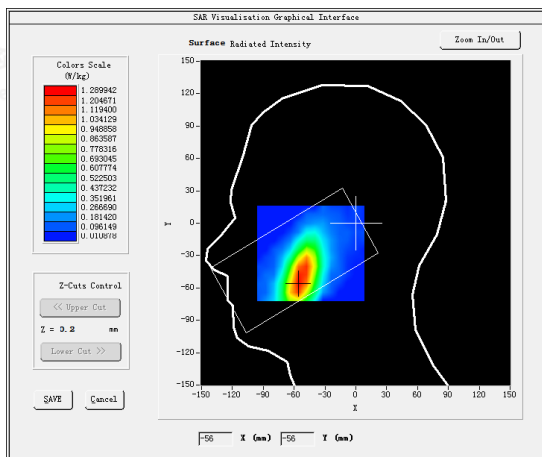 SAR Visualisation Graphical Interface
Surface Radiated Intensity
Zoom In/Out
Colors Scale
(W/kg)
1.289942
1.204671
1.119400
1.034129
0.948858
0.863587
0.778316
0.693045
0.607774
0.522503
0.437232
0.351961
0.266690
0.181420
0.096149
0.010878
Z-Cuts Control
<< Upper Cut
Z = 0.2 mm
Lower Cut >>
SAVE Cancel
150
120
90
60
30
0
-30
-60
-90
-120
-150
Y
-150 -120 -90 -60 -30 0 30 60 90 120 150
X
-56 X (mm) -56 Y (mm)